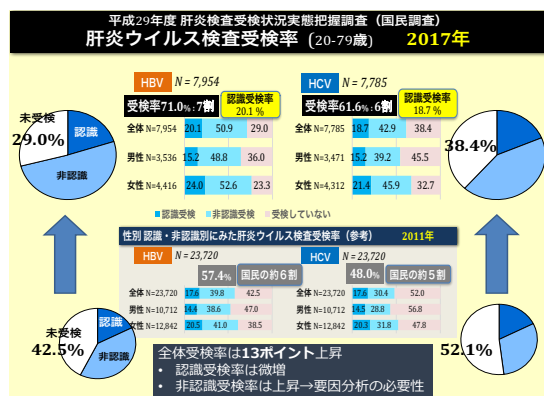 平成29年度 肝炎検査受検状況実態把握調査（国民調査）
肝炎ウイルス検査受検率（20-79歳） 2017年
HBV N = 7,954
受検率71.0%：7割
認識受検率
20.1 %
全体 N=7,954 20.1 50.9 29.0
男性 N=3,536 15.2 48.8 36.0
女性 N=4,416 24.0 52.6 23.3
HCV N = 7,785
受検率61.6%：6割
認識受検率
18.7 %
全体 N=7,785 18.7 42.9 38.4
男性 N=3,471 15.2 39.2 45.5
女性 N=4,312 21.4 45.9 32.7
未受検
29.0%
認識
非認識
38.4%
認識受検 非認識受検 受検していない
性別 認識・非認識別にみた肝炎ウイルス検査受検率（参考） 2011年
HBV N = 23,720
57.4% 国民の約６割
全体 N=23,720 17.6 39.8 42.5
男性 N=10,712 14.4 38.6 47.0
女性 N=12,842 20.5 41.0 38.5
HCV N = 23,720
48.0% 国民の約５割
全体 N=23,720 17.6 30.4 52.0
男性 N=10,712 14.5 28.8 56.8
女性 N=12,842 20.3 31.8 47.8
未受検
42.5%
認識
非認識
52.1%
全体受検率は13ポイント上昇
• 認識受検率は微増
• 非認識受検率は上昇→要因分析の必要性